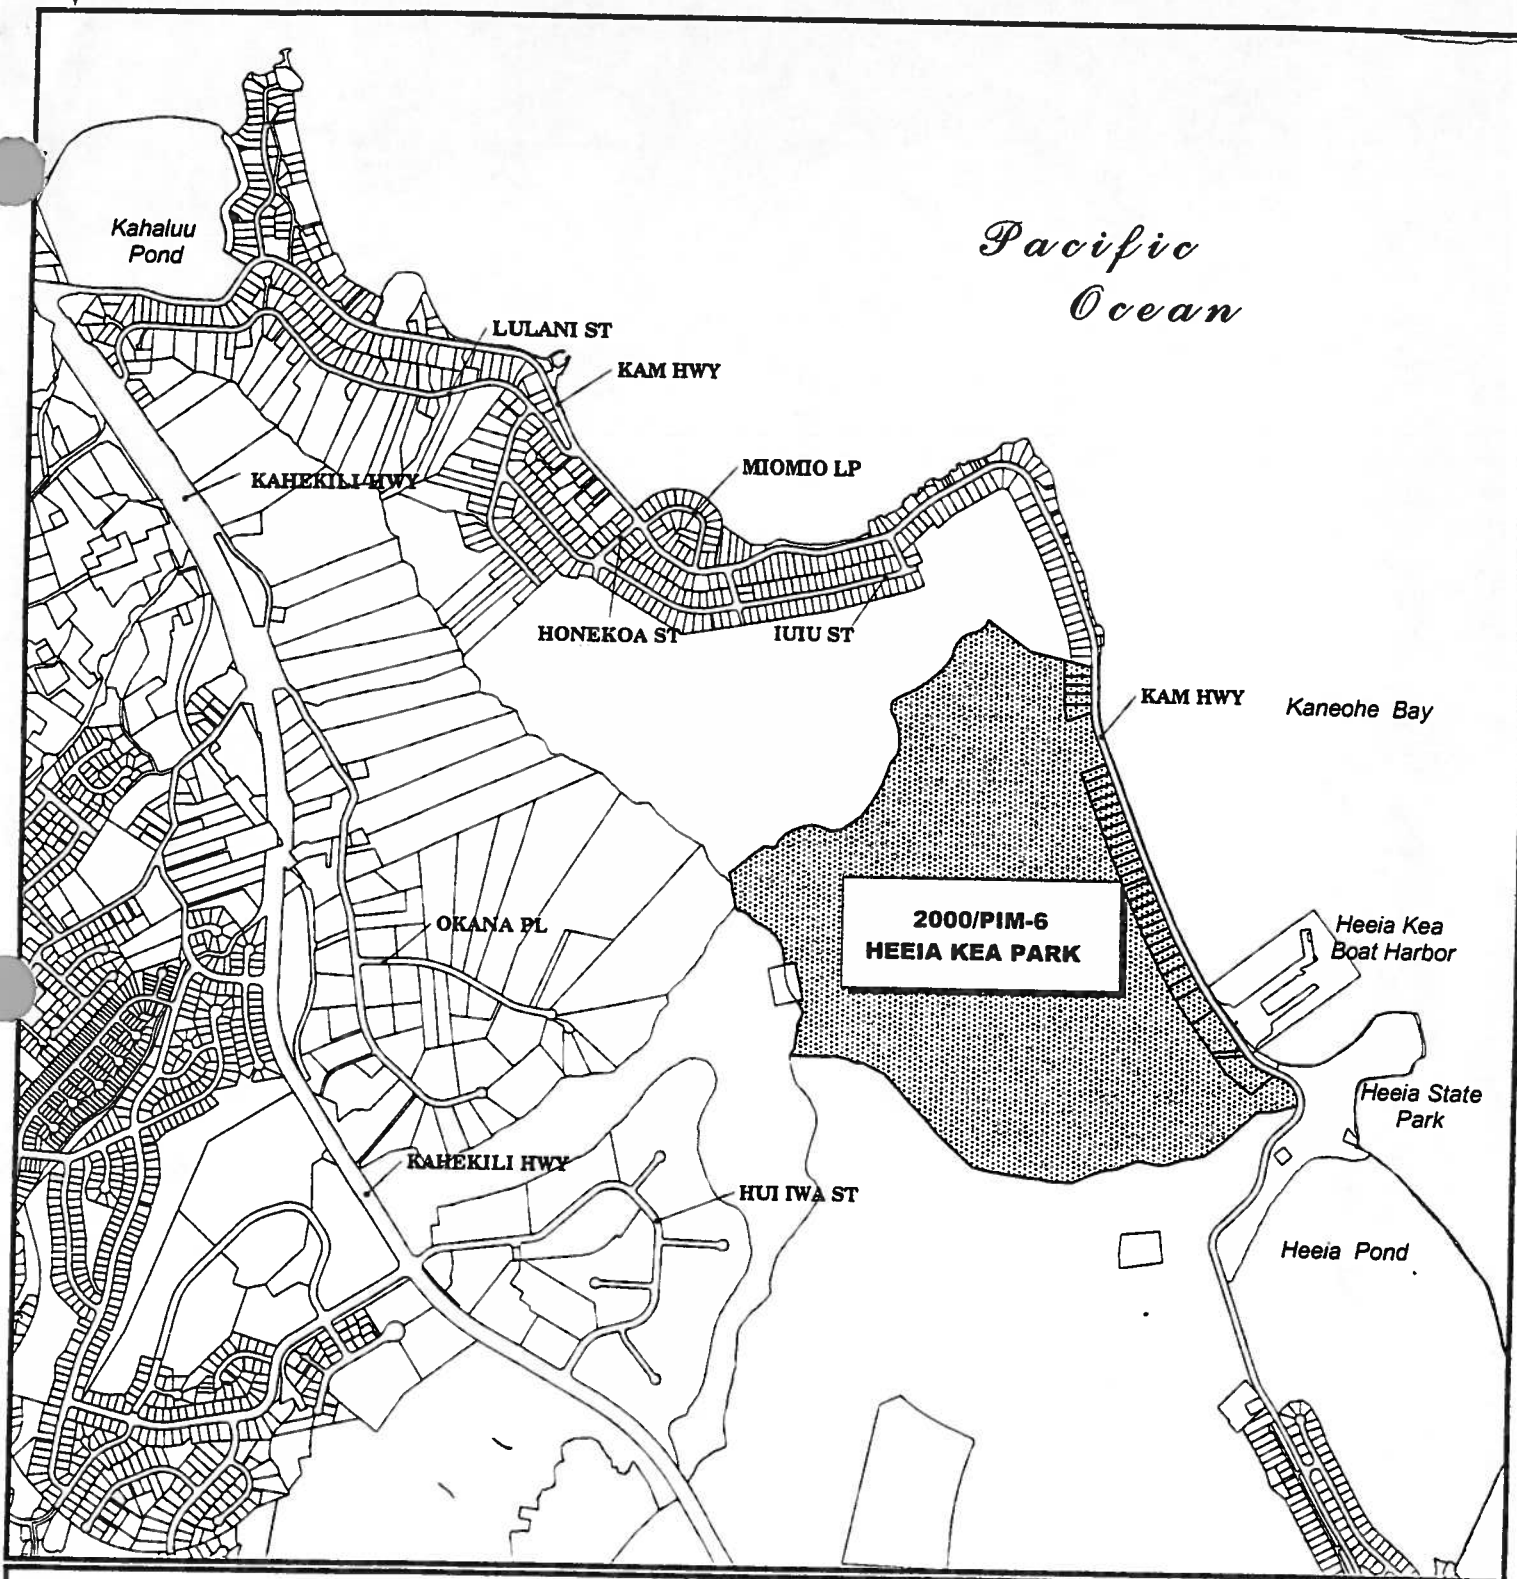 Kahaluu
Pond
Pacific
Ocean
LULANI ST
KAM HWY
MIOMIO LP
KAHEKILI HWY
HONEKOA ST
IUIU ST
KAM HWY
Kaneohe Bay
2000/PIM-6
HEEIA KEA PARK
OKANA PL
Heeia Kea
Boat Harbor
Heeia State
Park
KAHEKILI HWY
HUI IWA ST
Heeia Pond